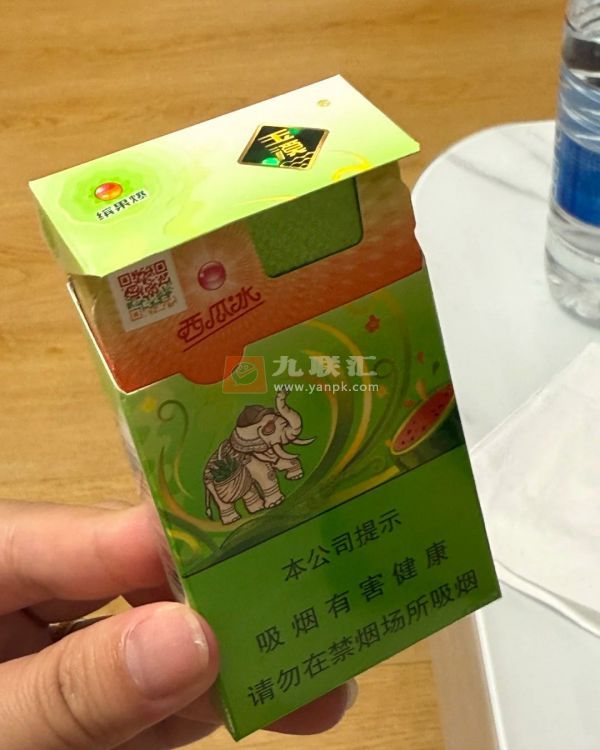 缤果爆
西瓜冰
九联汇
www.yanpk.com
本公司提示
吸烟有害健康
请勿在禁烟场所吸烟